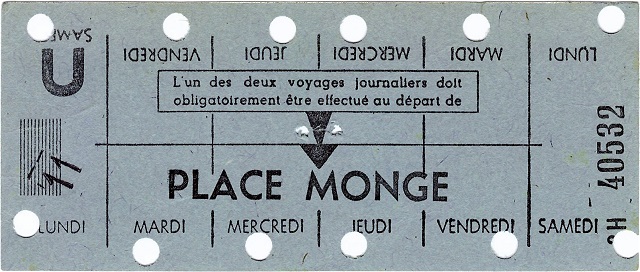 SAMEDI VENDREDI JEUDI MERCREDI MARDI LUNDI
U
L'un des deux voyages journaliers doit
obligatoirement être effectué au départ de
PLACE MONGE
LUNDI MARDI MERCREDI JEUDI VENDREDI SAMEDI
40532